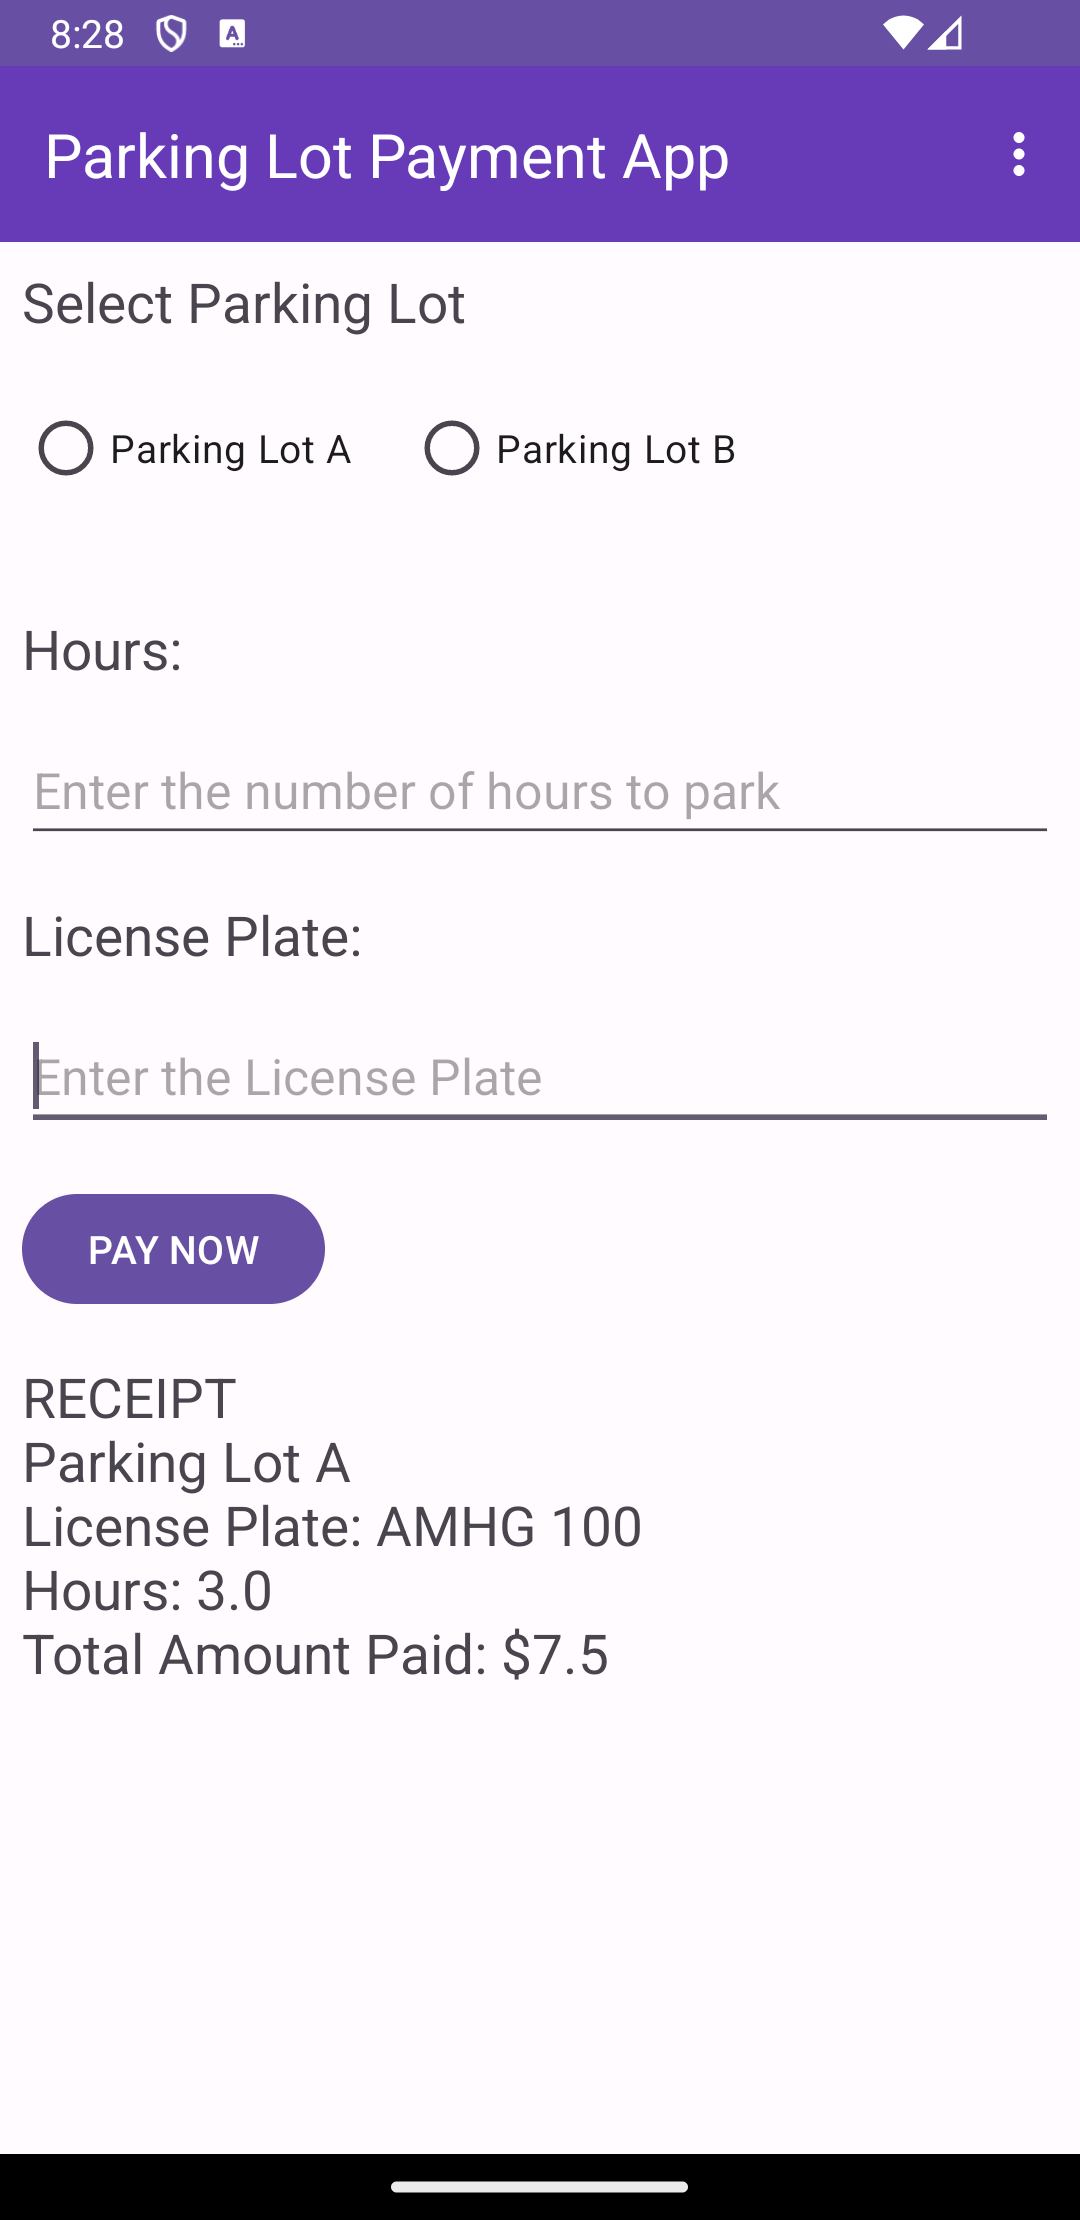 8:28
Parking Lot Payment App
Select Parking Lot
Parking Lot A Parking Lot B
Hours:
Enter the number of hours to park
License Plate:
Enter the License Plate
PAY NOW
RECEIPT
Parking Lot A
License Plate: AMHG 100
Hours: 3.0
Total Amount Paid: $7.5